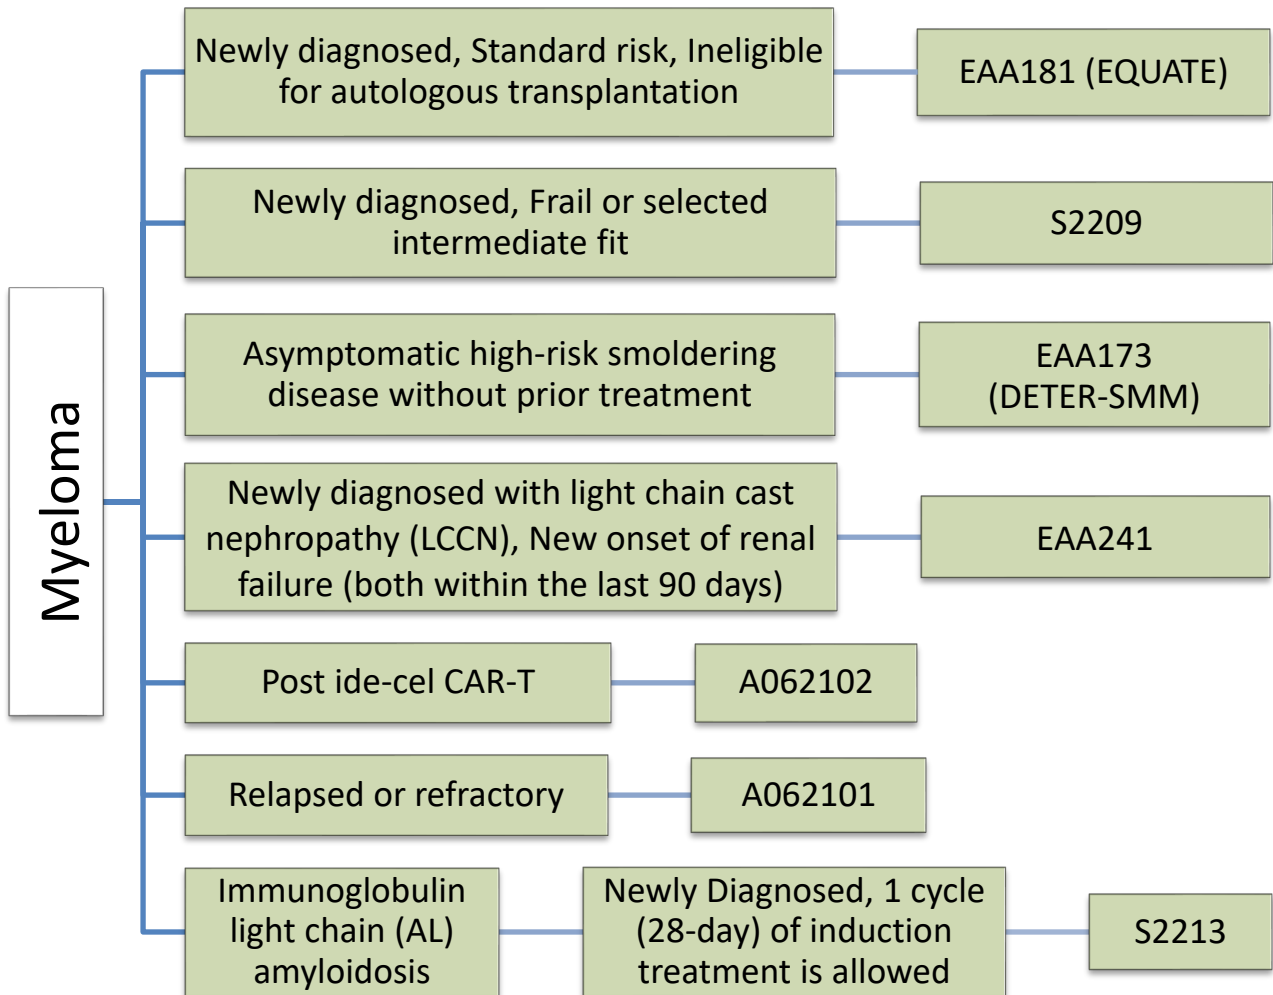 Newly diagnosed, Standard risk, Ineligible
for autologous transplantation
EAA181 (EQUATE)
Newly diagnosed, Frail or selected
intermediate fit
S2209
Asymptomatic high-risk smoldering
disease without prior treatment
EAA173
(DETER-SMM)
Myeloma
Newly diagnosed with light chain cast
nephropathy (LCCN), New onset of renal
failure (both within the last 90 days)
EAA241
Post ide-cel CAR-T
A062102
Relapsed or refractory
A062101
Immunoglobulin
light chain (AL)
amyloidosis
Newly Diagnosed, 1 cycle
(28-day) of induction
treatment is allowed
S2213